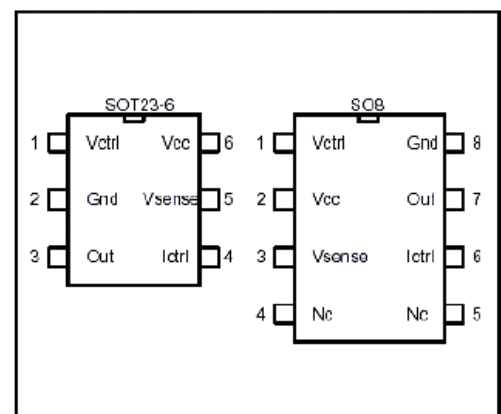 SOT23-6 SO8
1 Vctrl Vcc 6 1 Vctrl Gnd 8
2 Gnd Vsense 5 2 Vcc Out 7
3 Out Ictrl 4 3 Vsense Ictrl 6
4 Nc Nc 5